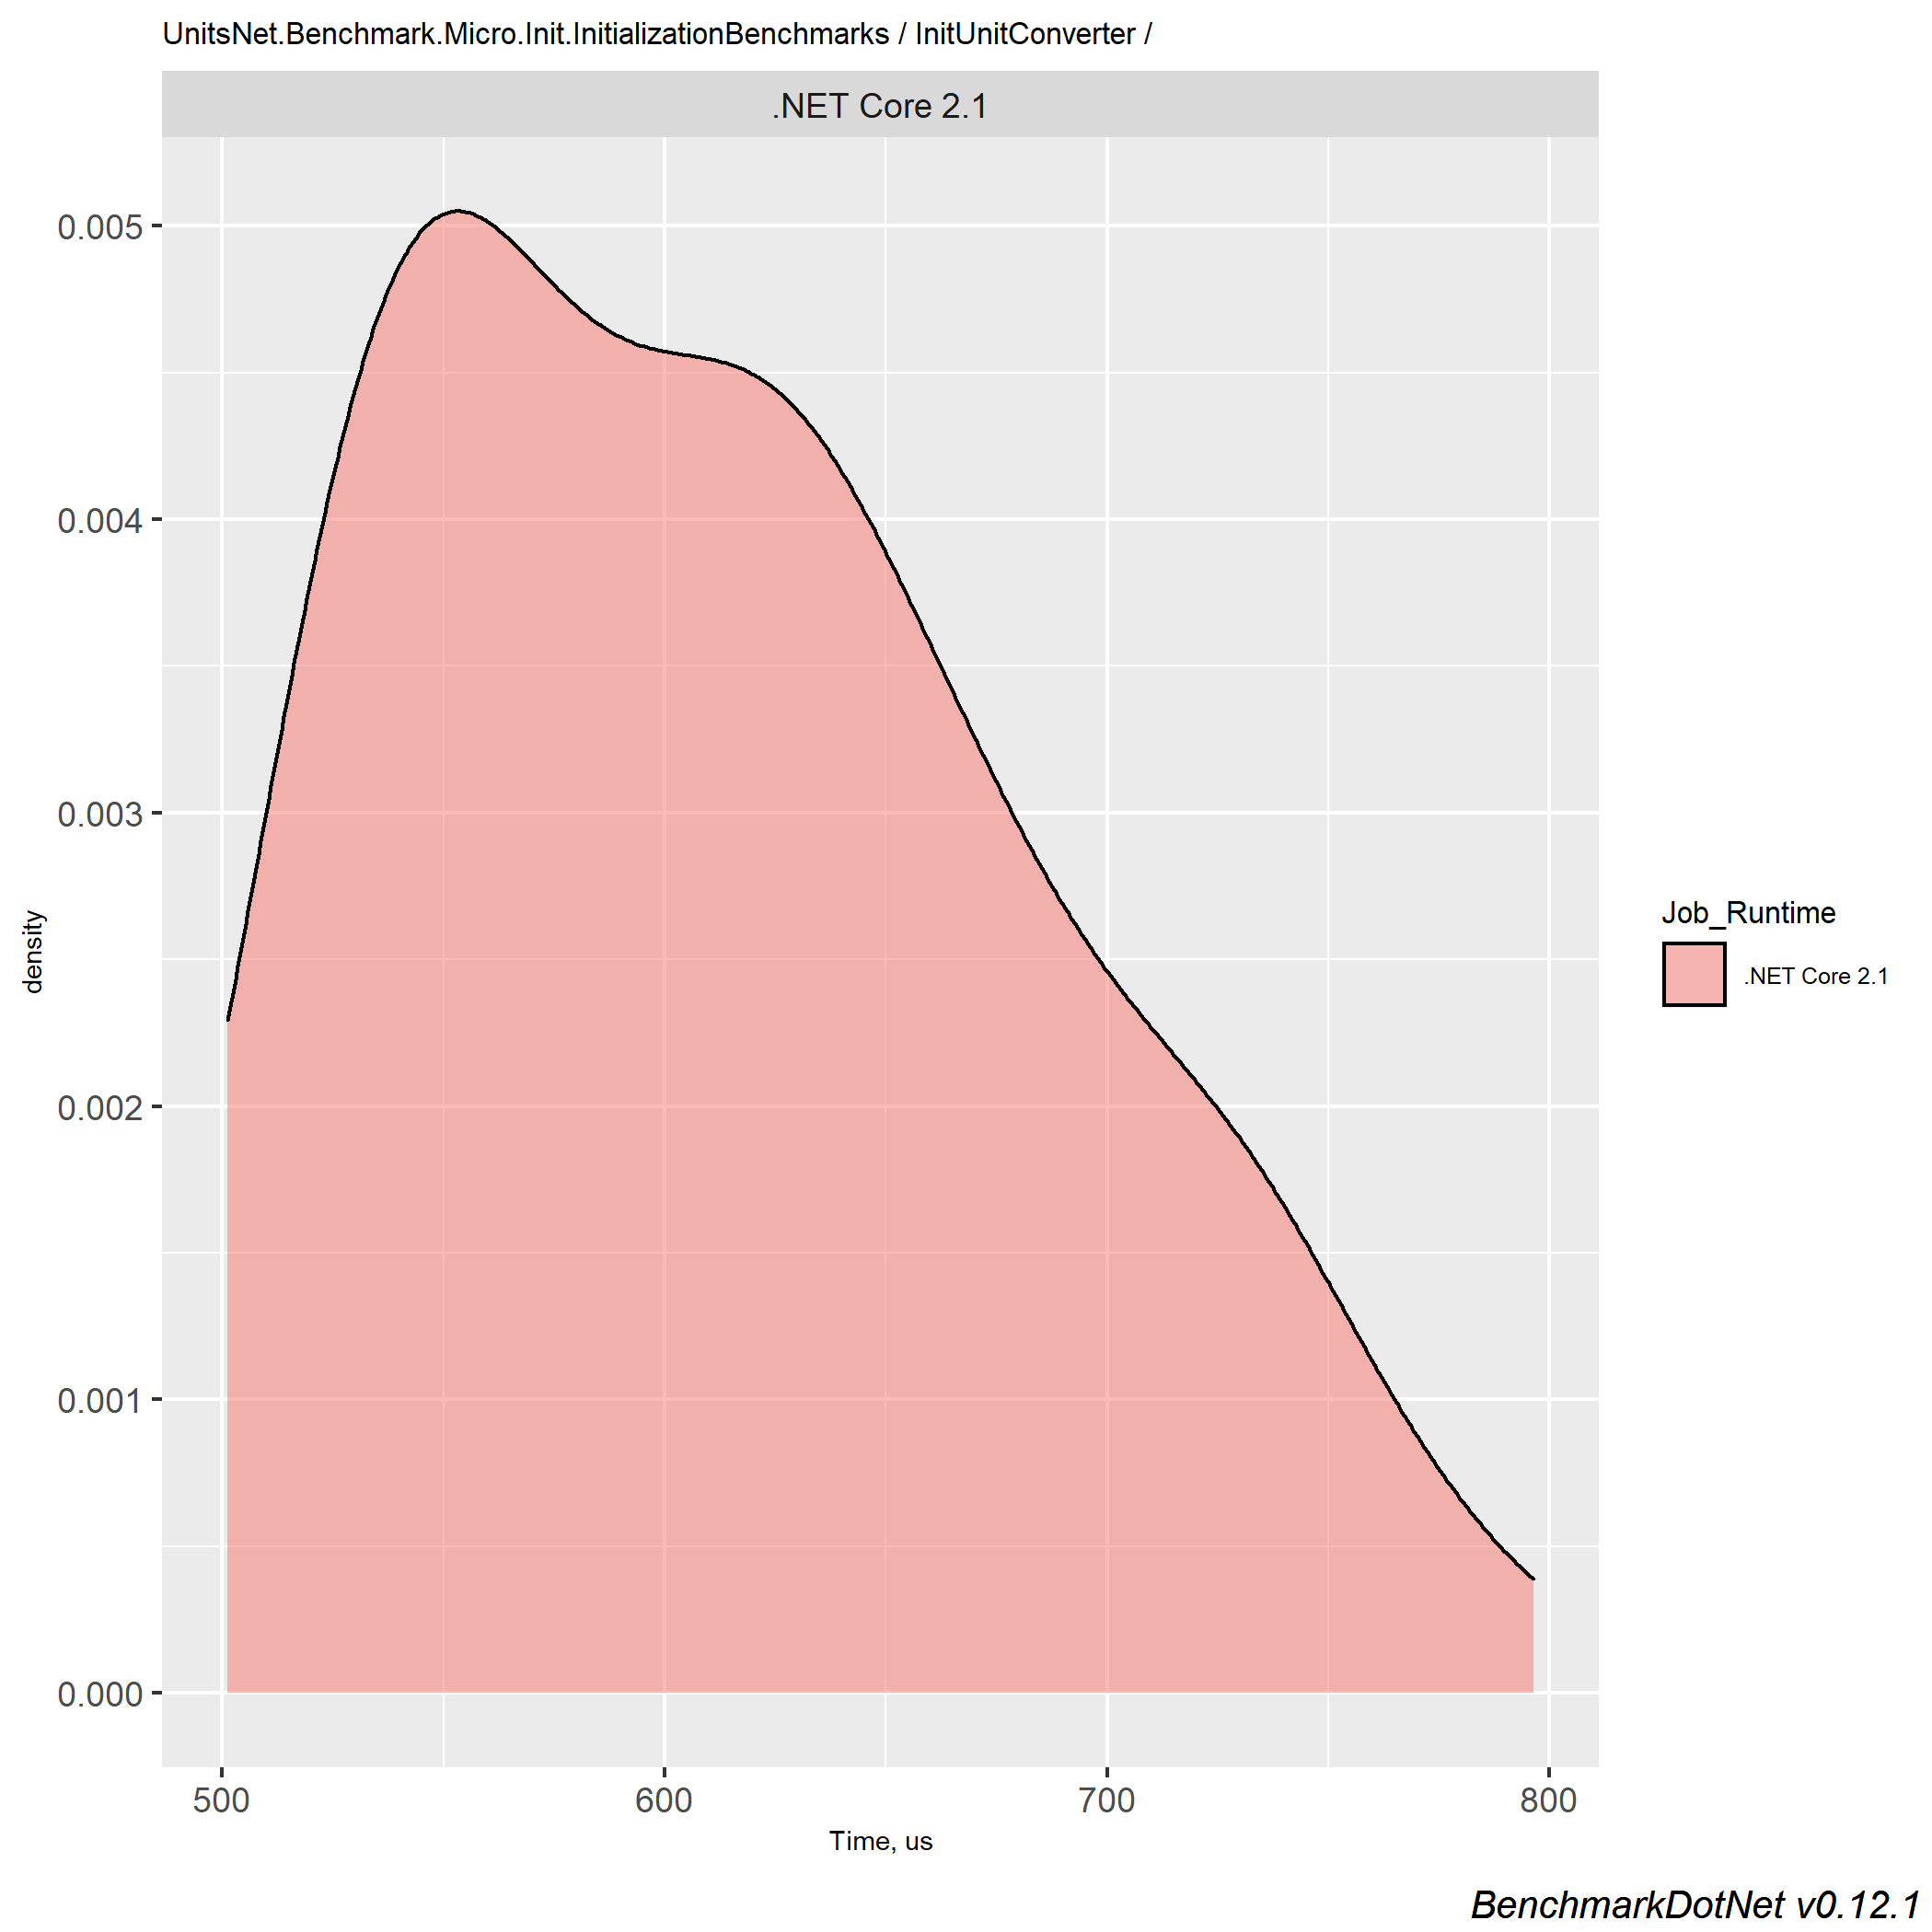 UnitsNet.Benchmark.Micro.Init.InitializationBenchmarks / InitUnitConverter /
.NET Core 2.1
0.005
0.004
0.003
0.002
0.001
0.000
density
500 600 700 800
Time, us
Job_Runtime
.NET Core 2.1
BenchmarkDotNet v0.12.1